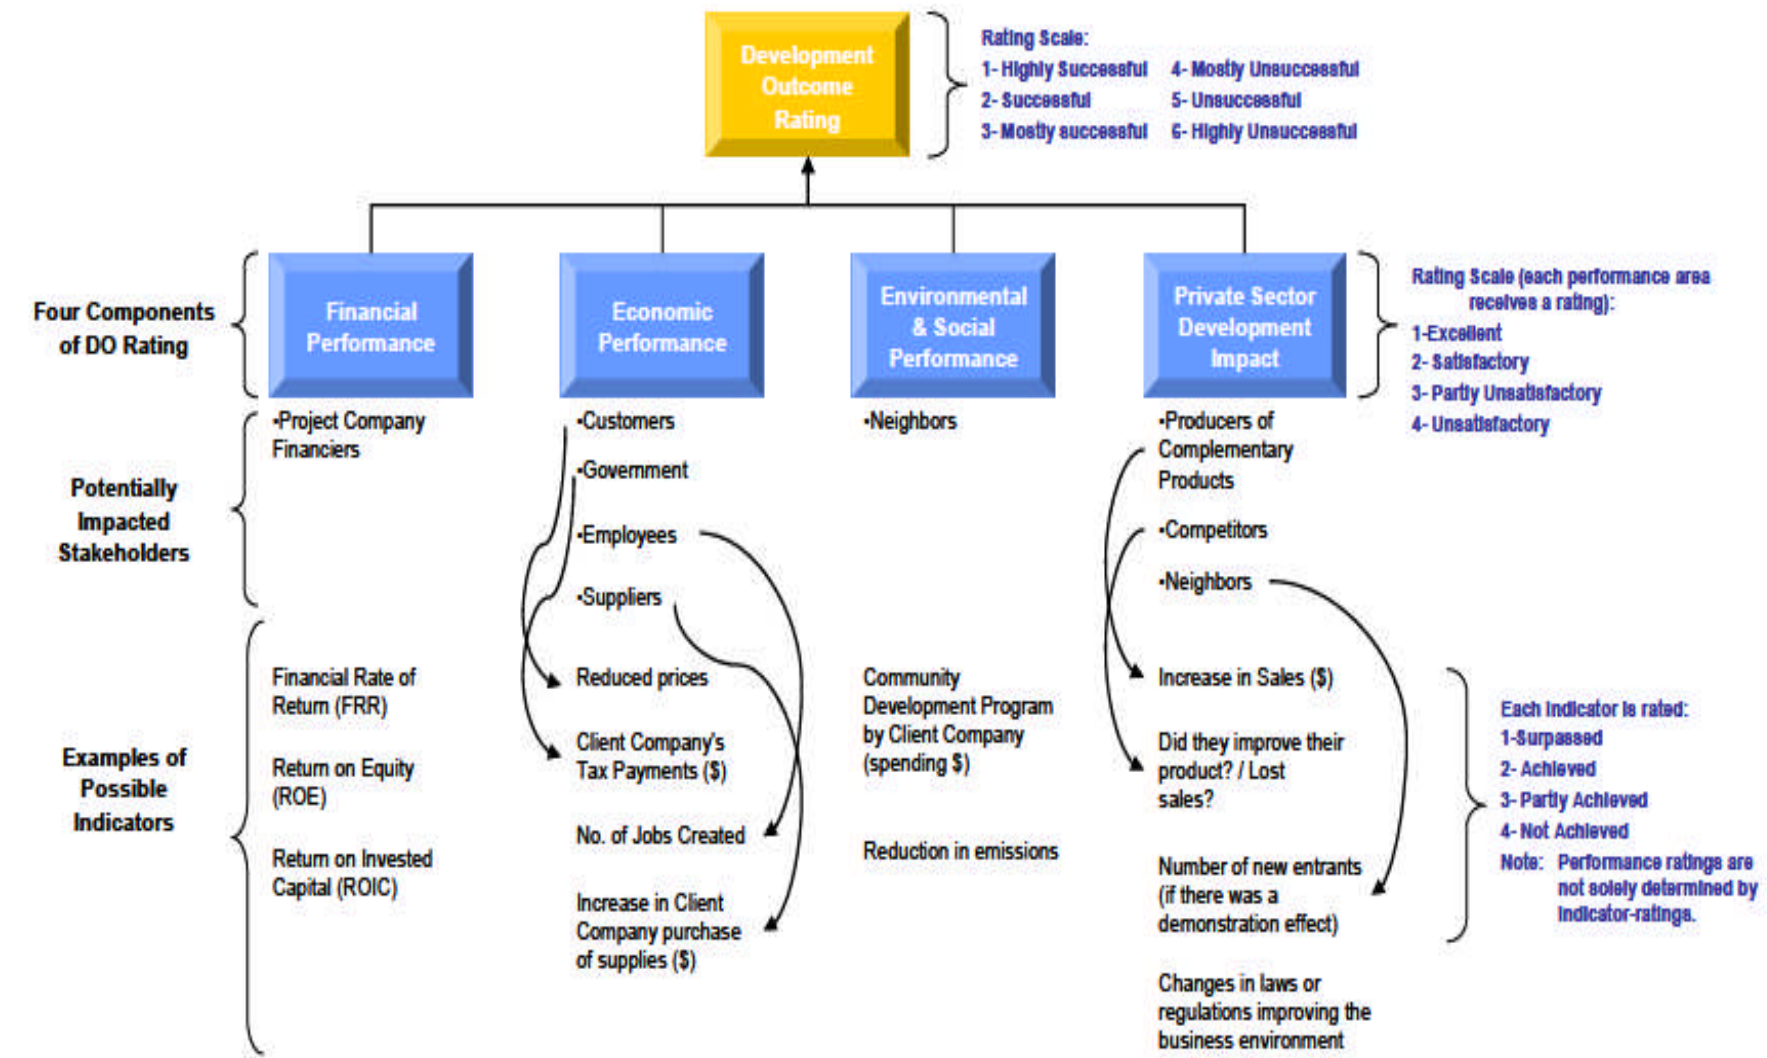 Development
Outcome
Rating
Rating Scale:
1- Highly Successful 4- Mostly Unsuccessful
2- Successful 5- Unsuccessful
3- Mostly successful 6- Highly Unsuccessful
Four Components
of DO Rating
Financial
Performance
Economic
Performance
Environmental
& Social
Performance
Private Sector
Development
Impact
Rating Scale (each performance area
receives a rating):
1-Excellent
2- Satisfactory
3- Partly Unsatisfactory
4- Unsatisfactory
Potentially
Impacted
Stakeholders
•Project Company
Financiers
•Customers
•Government
•Employees
•Suppliers
•Neighbors
•Producers of
Complementary
Products
•Competitors
•Neighbors
Examples of
Possible
Indicators
Financial Rate of
Return (FRR)
Return on Equity
(ROE)
Return on Invested
Capital (ROIC)
Reduced prices
Client Company's
Tax Payments ($)
No. of Jobs Created
Increase in Client
Company purchase
of supplies ($)
Community
Development Program
by Client Company
(spending $)
Reduction in emissions
Increase in Sales ($)
Did they improve their
product? / Lost
sales?
Number of new entrants
(if there was a
demonstration effect)
Changes in laws or
regulations improving the
business environment
Each indicator is rated:
1-Surpassed
2- Achieved
3- Partly Achieved
4- Not Achieved
Note: Performance ratings are
not solely determined by
indicator-ratings.